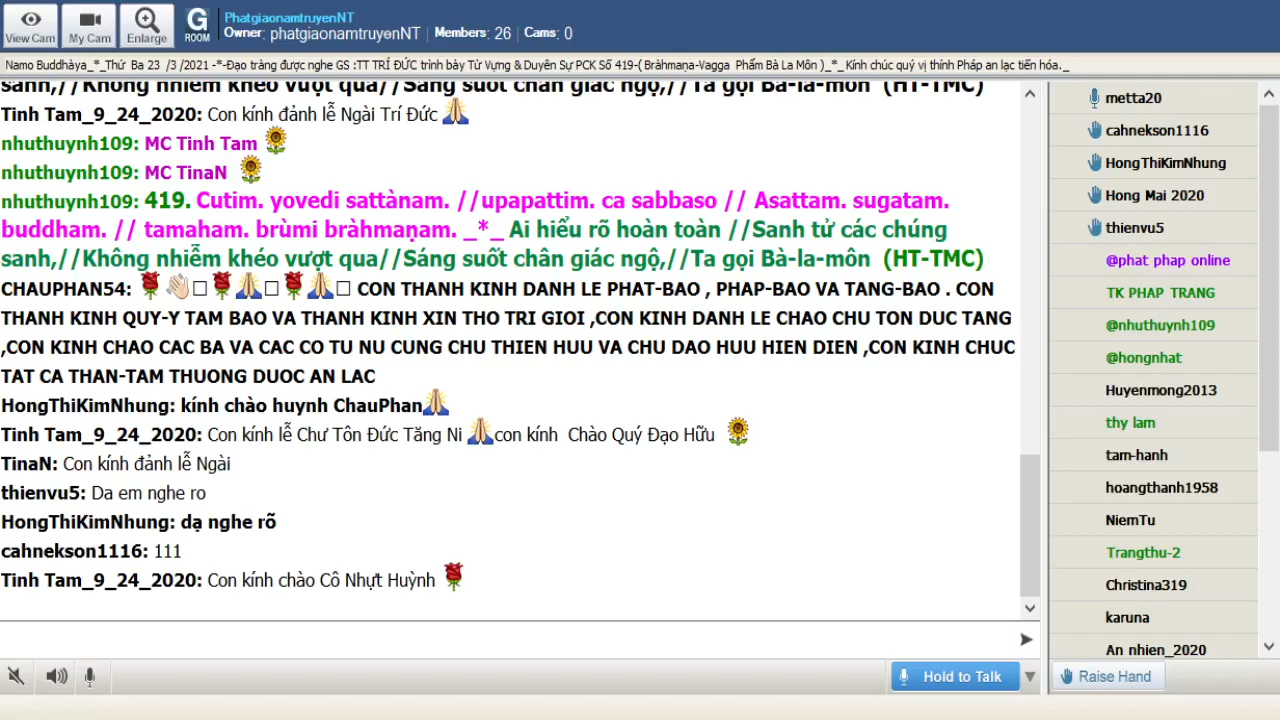 View Cam
My Cam
Enlarge
G
ROOM
PhatgiaonamtruyenNT
Owner: phatgiaonamtruyenNT | Members: 26 | Cams: 0
Namo Buddhàya_*_Thứ Ba 23 /3 /2021 -*-Đạo tràng được nghe GS :TT TRÍ ĐỨC trình bày Từ Vựng & Duyên Sự PCK Số 419-( Bràhmaṇa-Vagga Phẩm Bà La Môn )_*_ Kính chúc quý vị thính Pháp an lạc tiến hóa._
sanh,//Không nhiễm khéo vượt qua//Sáng suốt chân giác ngộ,//Ta gọi Bà-la-môn (HT-TMC)
Tinh Tam_9_24_2020: Con kính đảnh lễ Ngài Trí Đức
nhuthuynh109: MC Tinh Tam
nhuthuynh109: MC TinaN
nhuthuynh109: 419. Cutim. yovedi sattànam. //upapattim. ca sabbaso // Asattam. sugatam.
buddham. // tamaham. brùmi bràhmaṇam. _*_ Ai hiểu rõ hoàn toàn //Sanh tử các chúng
sanh,//Không nhiễm khéo vượt qua//Sáng suốt chân giác ngộ,//Ta gọi Bà-la-môn (HT-TMC)
CHAUPHAN54: CON THANH KINH DANH LE PHAT-BAO , PHAP-BAO VA TANG-BAO . CON
THANH KINH QUY-Y TAM BAO VA THANH KINH XIN THO TRI GIOI ,CON KINH DANH LE CHAO CHU TON DUC TANG
,CON KINH CHAO CAC BA VA CAC CO TU NU CUNG CHU THIEN HUU VA CHU DAO HUU HIEN DIEN ,CON KINH CHUC
TAT CA THAN-TAM THUONG DUOC AN LAC
HongThiKimNhung: kính chào huynh ChauPhan
Tinh Tam_9_24_2020: Con kính lễ Chư Tôn Đức Tăng Ni con kính Chào Quý Đạo Hữu
TinaN: Con kính đảnh lễ Ngài
thienvu5: Da em nghe ro
HongThiKimNhung: dạ nghe rõ
cahnekson1116: 111
Tinh Tam_9_24_2020: Con kính chào Cô Nhựt Huỳnh
Hold to Talk
metta20
cahnekson1116
HongThiKimNhung
Hong Mai 2020
thienvu5
@phat phap online
TK PHAP TRANG
@nhuthuynh109
@hongnhat
Huyenmong2013
thy lam
tam-hanh
hoangthanh1958
NiemTu
Trangthu-2
Christina319
karuna
An nhien_2020
Raise Hand